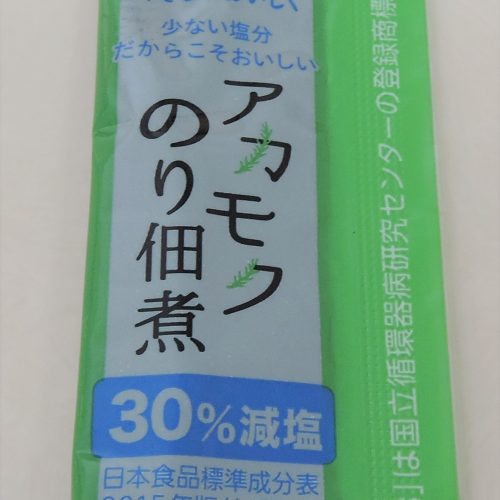 少ない塩分
だからこそおいしい
アカモク
のり佃煮
30%減塩
日本食品標準成分表
は国立循環器病研究センターの登録商標